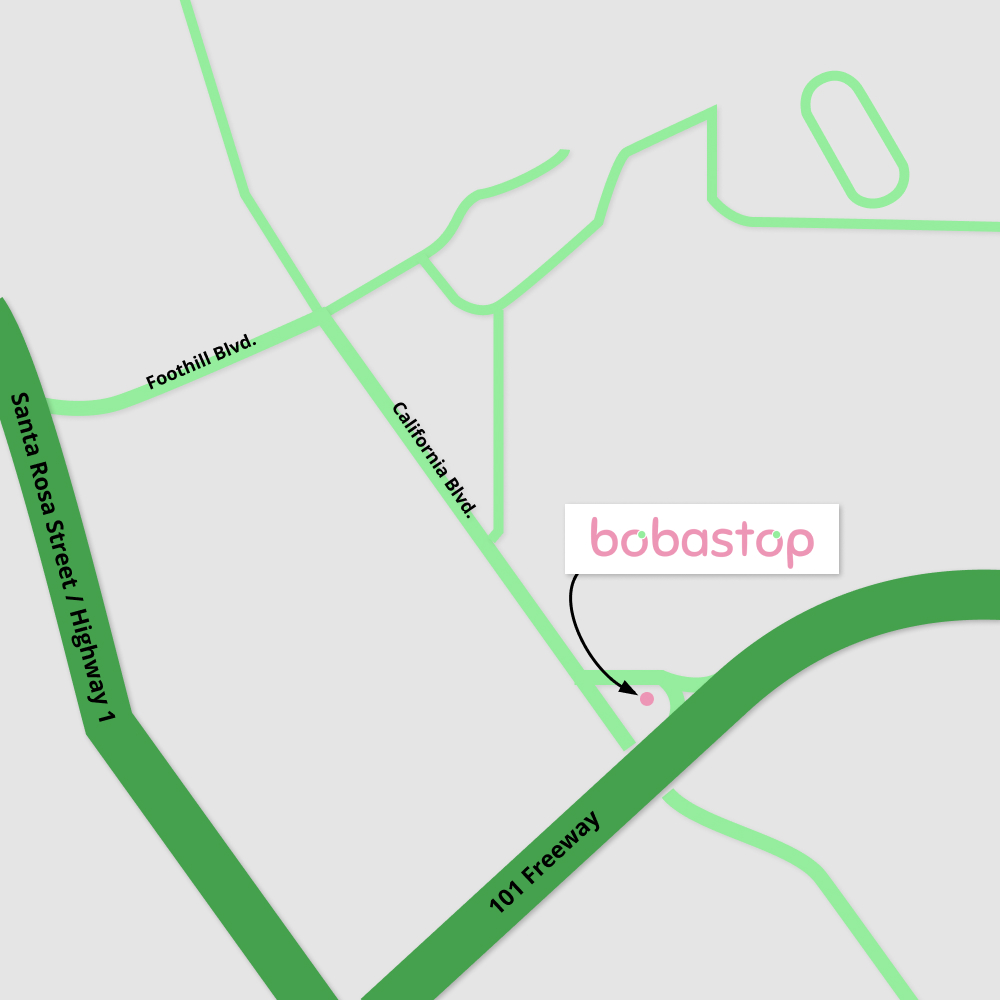 Foothill Blvd.
Santa Rosa Street / Highway 1
California Blvd.
bobastop
101 Freeway